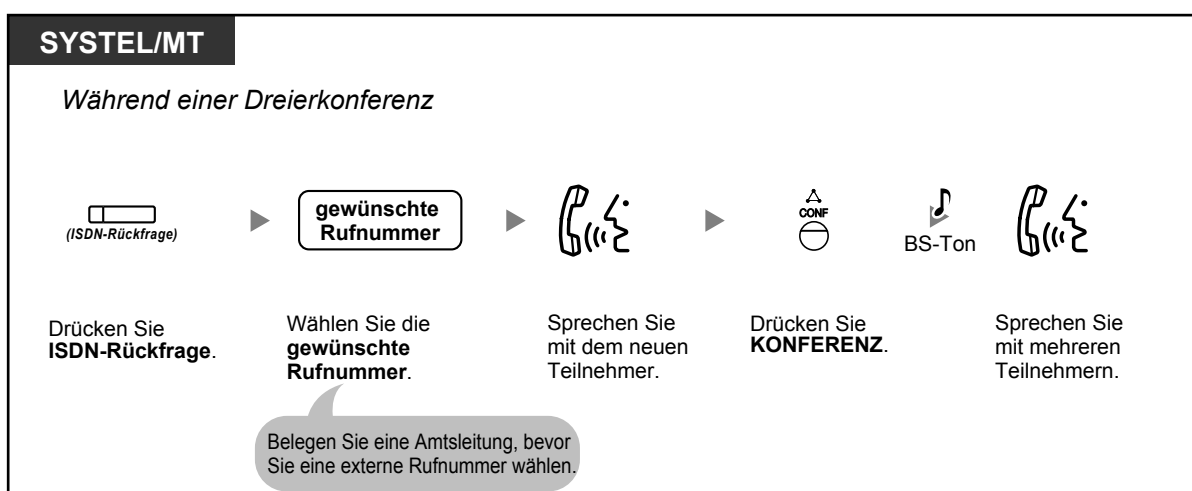 SYSTEL/MT
Während einer Dreierkonferenz
(ISDN-Rückfrage)
gewünschte
Rufnummer
CONF
BS-Ton
Drücken Sie
ISDN-Rückfrage.
Wählen Sie die
gewünschte
Rufnummer.
Sprechen Sie
mit dem neuen
Teilnehmer.
Drücken Sie
KONFERENZ.
Sprechen Sie
mit mehreren
Teilnehmern.
Belegen Sie eine Amtsleitung, bevor
Sie eine externe Rufnummer wählen.